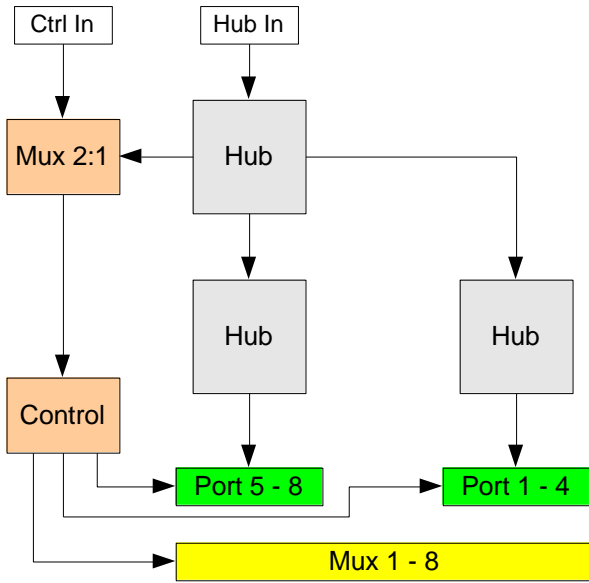 Ctrl In
Hub In
Mux 2:1
Hub
Hub
Hub
Control
Port 5 - 8
Port 1 - 4
Mux 1 - 8